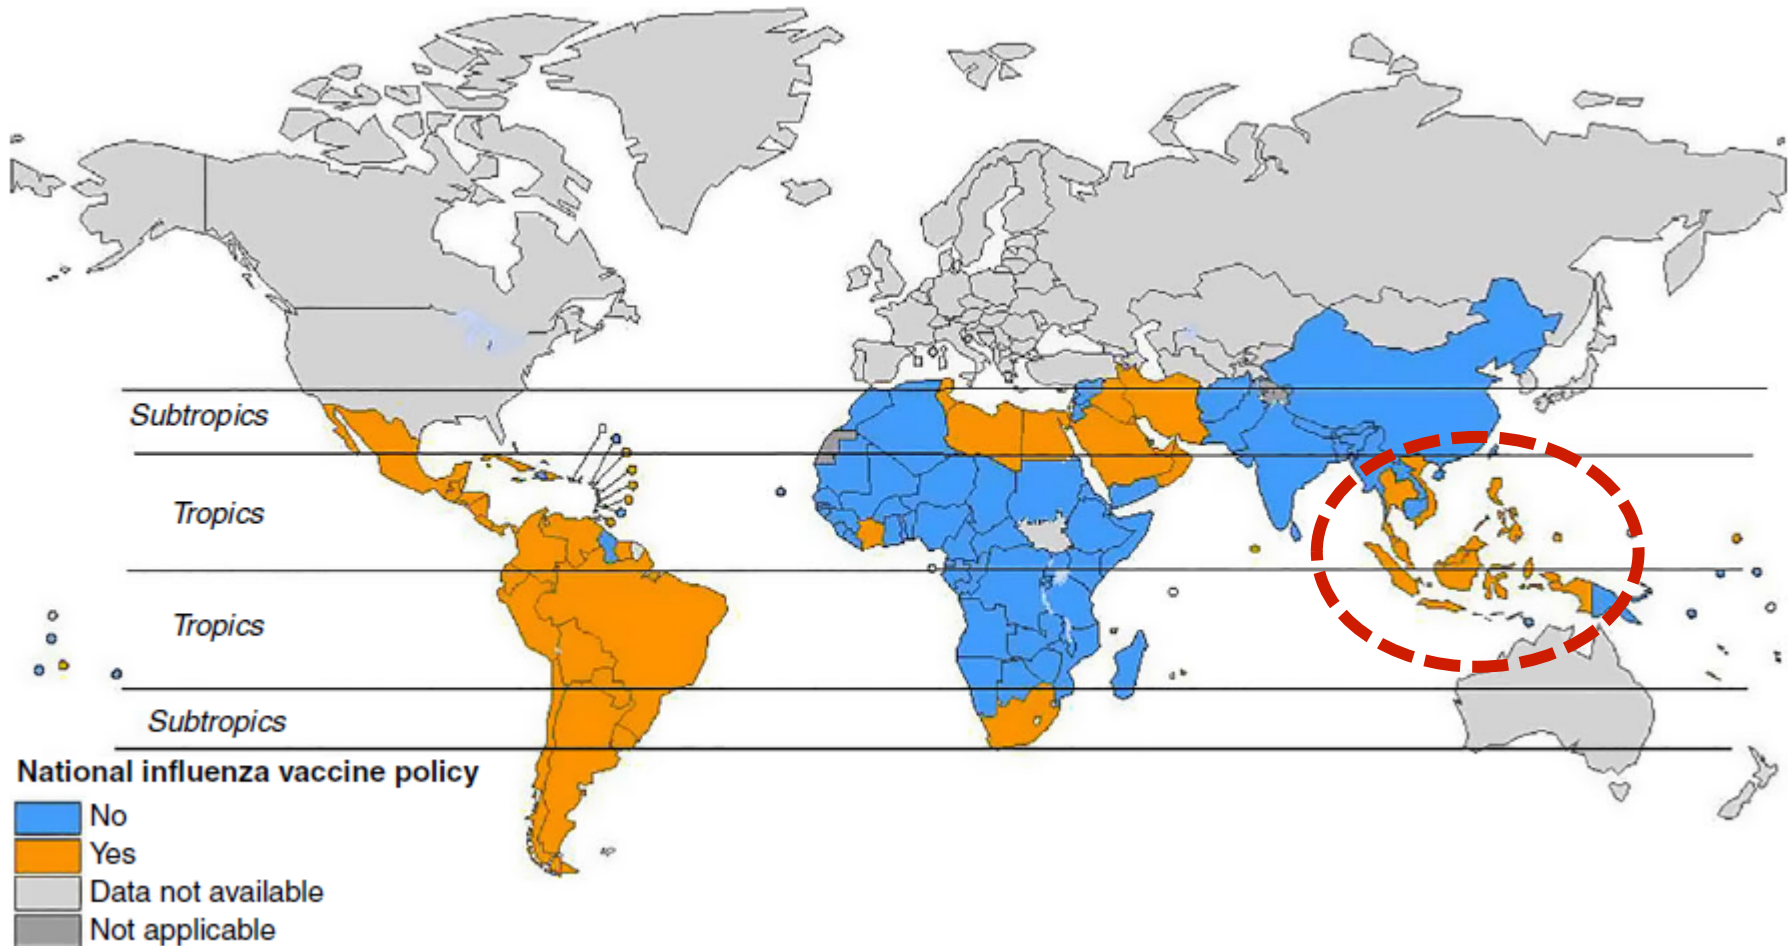 Subtropics
Tropics
Tropics
Subtropics
National influenza vaccine policy
No
Yes
Data not available
Not applicable